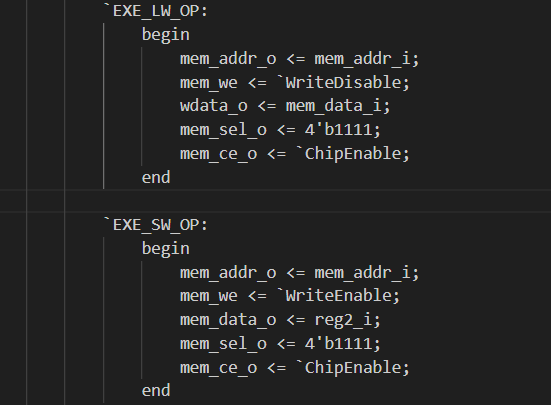 `EXE_LW_OP:
begin
mem_addr_o <= mem_addr_i;
mem_we <= `WriteDisable;
wdata_o <= mem_data_i;
mem_sel_o <= 4'b1111;
mem_ce_o <= `ChipEnable;
end
`EXE_SW_OP:
begin
mem_addr_o <= mem_addr_i;
mem_we <= `WriteEnable;
mem_data_o <= reg2_i;
mem_sel_o <= 4'b1111;
mem_ce_o <= `ChipEnable;
end